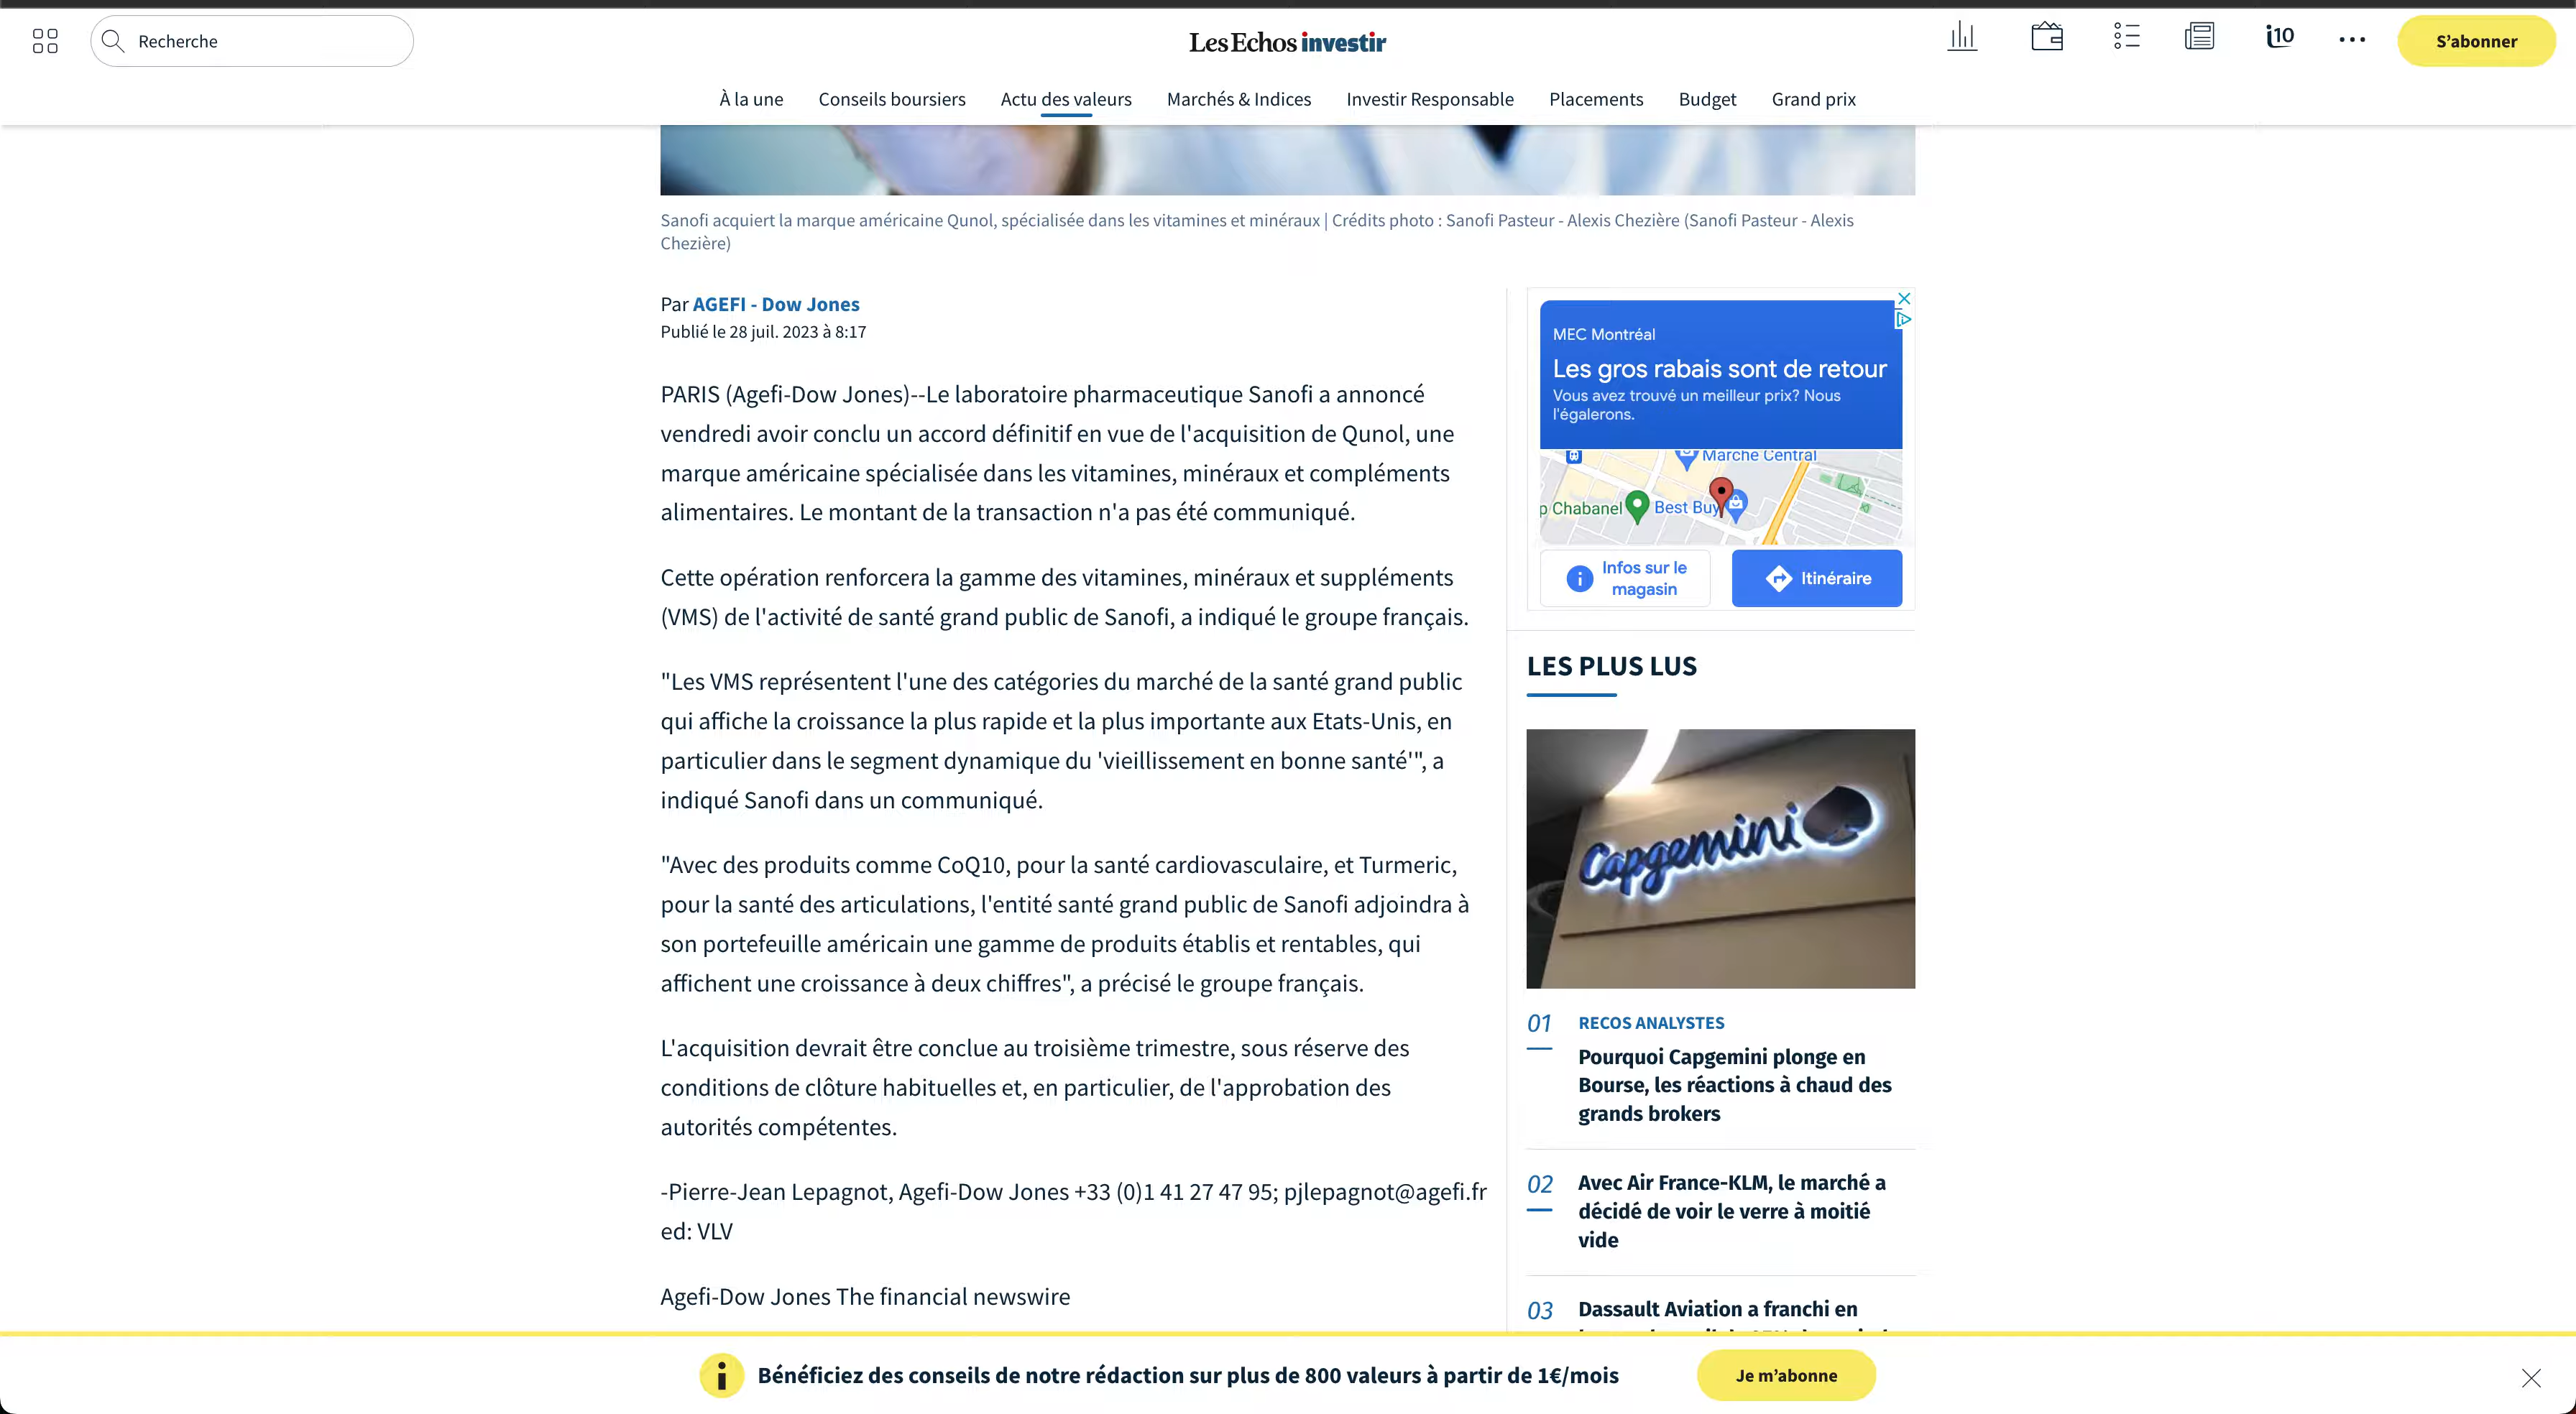 Recherche
Les Echos investir
i10
S'abonner
À la une
Conseils boursiers
Actu des valeurs
Marchés & Indices
Investir Responsable
Placements
Budget
Grand prix
Sanofi acquiert la marque américaine Qunol, spécialisée dans les vitamines et minéraux | Crédits photo : Sanofi Pasteur - Alexis Chezière (Sanofi Pasteur - Alexis
Chezière)
Par AGEFI - Dow Jones
Publié le 28 juil. 2023 à 8:17
PARIS (Agefi-Dow Jones)--Le laboratoire pharmaceutique Sanofi a annoncé
vendredi avoir conclu un accord définitif en vue de l'acquisition de Qunol, une
marque américaine spécialisée dans les vitamines, minéraux et compléments
alimentaires. Le montant de la transaction n'a pas été communiqué.
Cette opération renforcera la gamme des vitamines, minéraux et suppléments
(VMS) de l'activité de santé grand public de Sanofi, a indiqué le groupe français.
"Les VMS représentent l'une des catégories du marché de la santé grand public
qui affiche la croissance la plus rapide et la plus importante aux Etats-Unis, en
particulier dans le segment dynamique du 'vieillissement en bonne santé'", a
indiqué Sanofi dans un communiqué.
"Avec des produits comme CoQ10, pour la santé cardiovasculaire, et Turmeric,
pour la santé des articulations, l'entité santé grand public de Sanofi adjoindra à
son portefeuille américain une gamme de produits établis et rentables, qui
affichent une croissance à deux chiffres", a précisé le groupe français.
L'acquisition devrait être conclue au troisième trimestre, sous réserve des
conditions de clôture habituelles et, en particulier, de l'approbation des
autorités compétentes.
-Pierre-Jean Lepagnot, Agefi-Dow Jones +33 (0)1 41 27 47 95; pjlepagnot@agefi.fr
ed: VLV
Agefi-Dow Jones The financial newswire
MEC Montréal
Les gros rabais sont de retour
Vous avez trouvé un meilleur prix? Nous
l'égalerons.
Marché Central
p Chabanel
Best Buy
Infos sur le
magasin
Itinéraire
LES PLUS LUS
Capgemini
01
RECOS ANALYSTES
Pourquoi Capgemini plonge en
Bourse, les réactions à chaud des
grands brokers
02
Avec Air France-KLM, le marché a
décidé de voir le verre à moitié
vide
03
Dassault Aviation a franchi en
Bénéficiez des conseils de notre rédaction sur plus de 800 valeurs à partir de 1€/mois
Je m'abonne